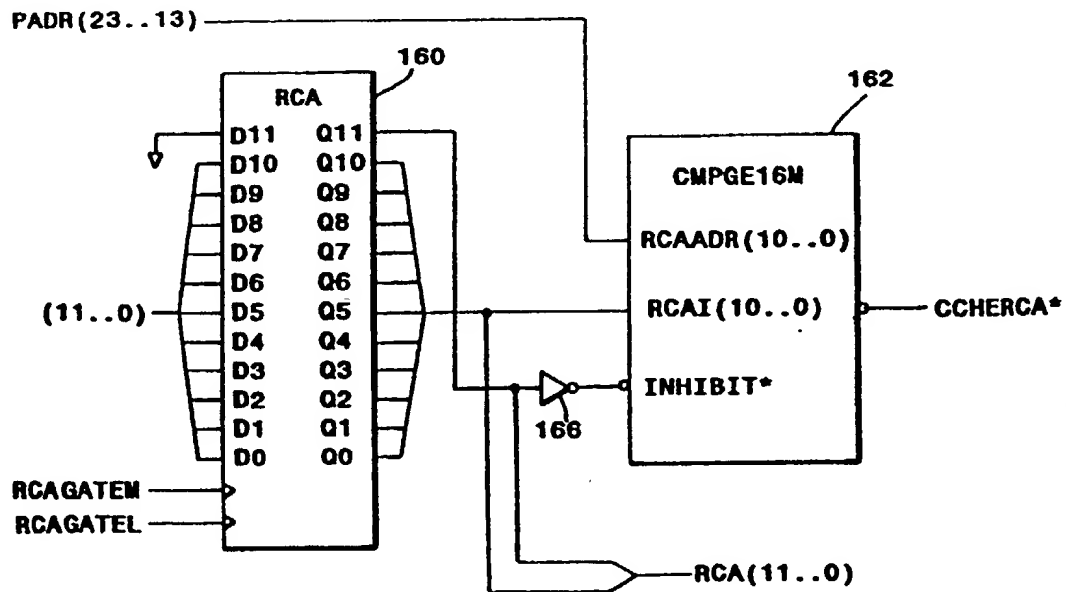 PADR(23..13)
160
RCA
D11 Q11
D10 Q10
D9 Q9
D8 Q8
D7 Q7
D6 Q6
D5 Q5
D4 Q4
D3 Q3
D2 Q2
D1 Q1
D0 Q0
(11..0)
RCAGATEM
RCAGATEL
162
CMPGE16M
RCAADR(10..0)
RCAI(10..0)
INHIBIT*
CCHERCA*
166
RCA(11..0)